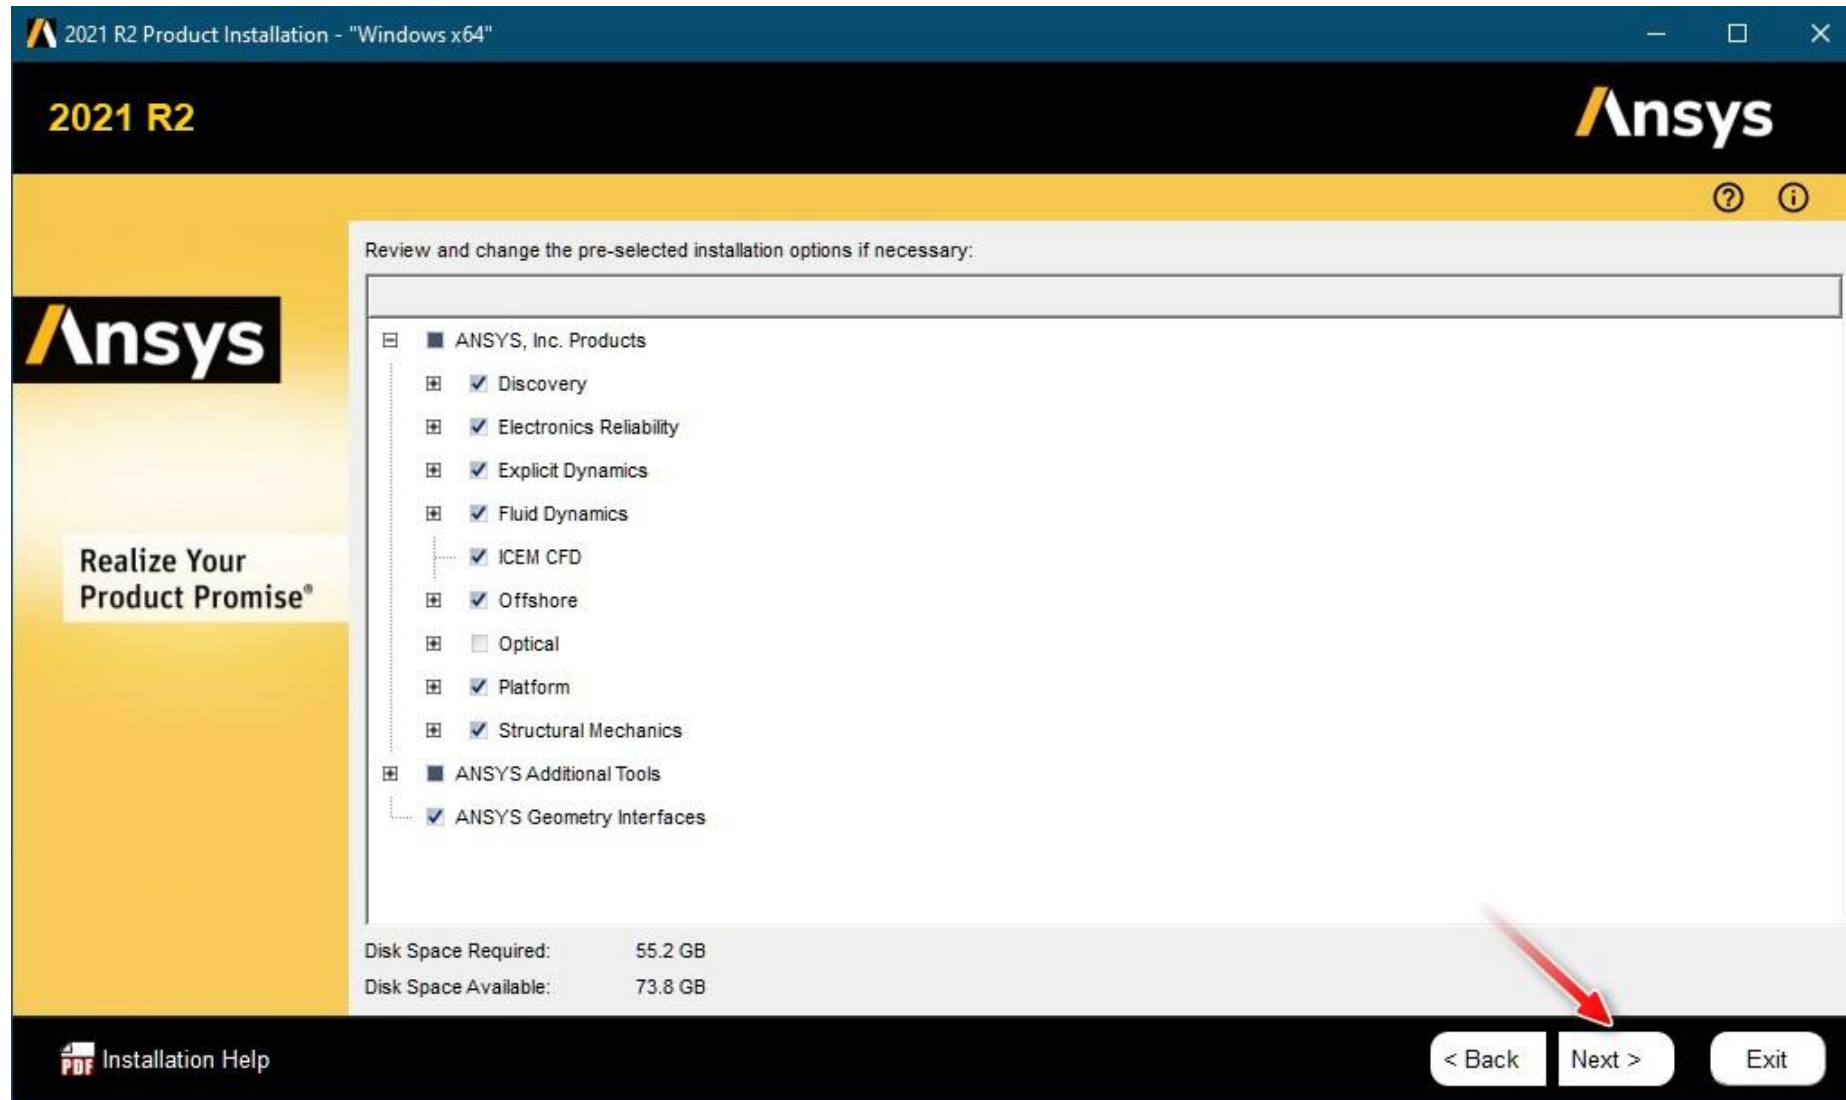 2021 R2 Product Installation - "Windows x64"
2021 R2
Ansys
Review and change the pre-selected installation options if necessary:
Ansys
ANSYS, Inc. Products
Discovery
Electronics Reliability
Explicit Dynamics
Fluid Dynamics
ICEM CFD
Offshore
Optical
Platform
Structural Mechanics
ANSYS Additional Tools
ANSYS Geometry Interfaces
Realize Your
Product Promise®
Disk Space Required: 55.2 GB
Disk Space Available: 73.8 GB
PDF Installation Help
< Back Next > Exit